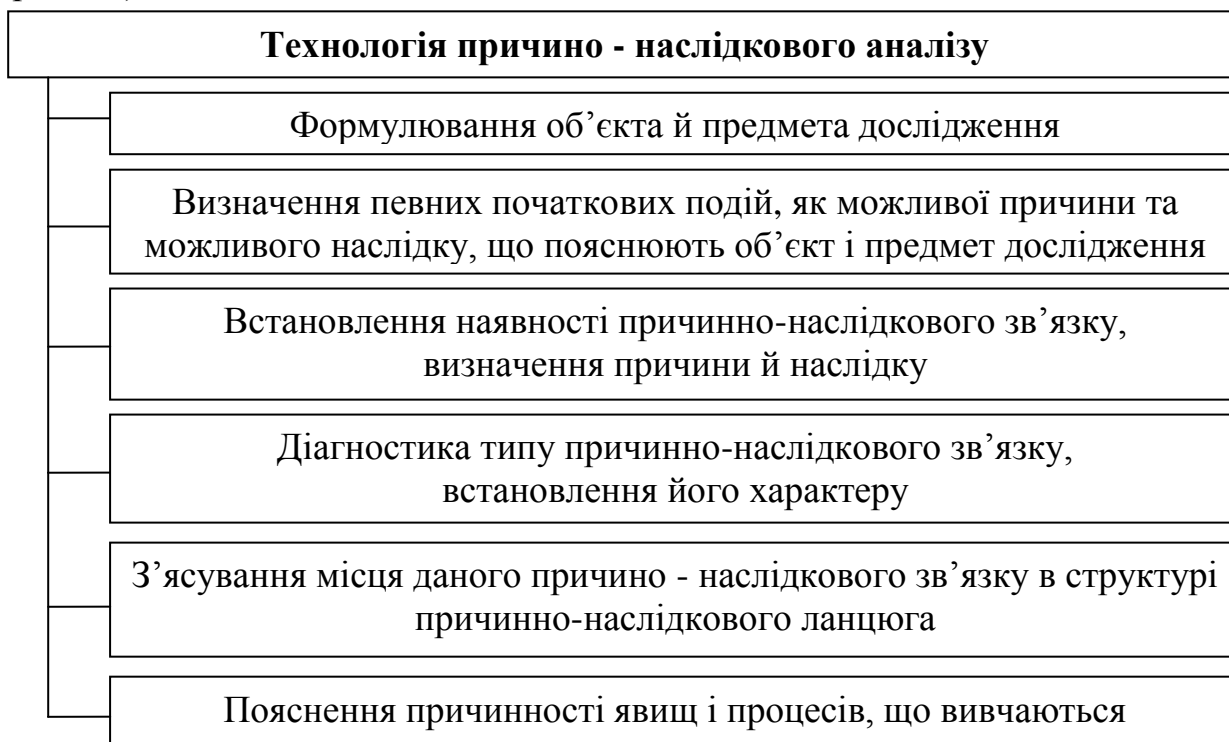 Технологія причино - наслідкового аналізу
Формулювання об’єкта й предмета дослідження
Визначення певних початкових подій, як можливої причини та
можливого наслідку, що пояснюють об’єкт і предмет дослідження
Встановлення наявності причинно-наслідкового зв’язку,
визначення причини й наслідку
Діагностика типу причинно-наслідкового зв’язку,
встановлення його характеру
З’ясування місця даного причино - наслідкового зв’язку в структурі
причинно-наслідкового ланцюга
Пояснення причинності явищ і процесів, що вивчаються